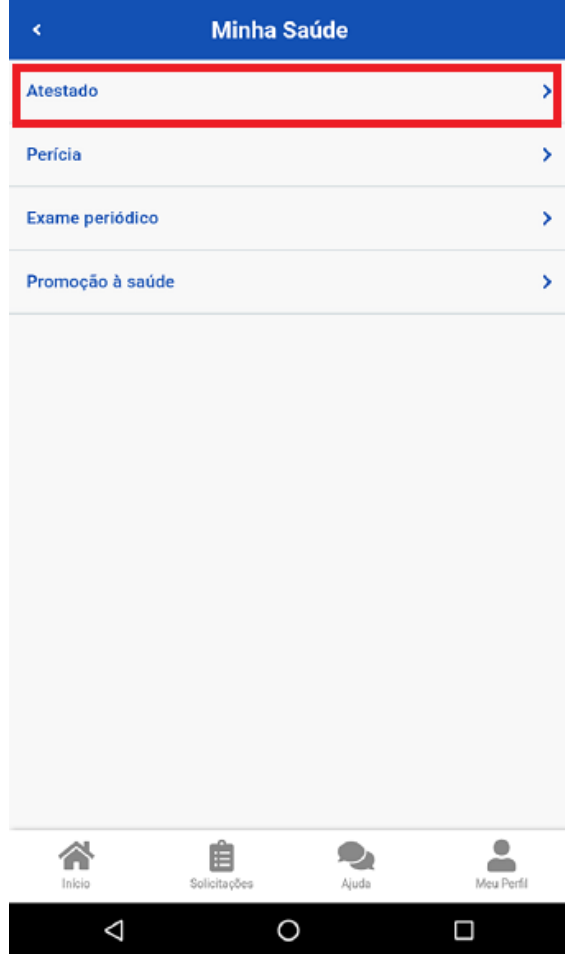 Minha Saúde
Atestado
Perícia
Exame periódico
Promoção à saúde
Início
Solicitações
Ajuda
Meu Perfil